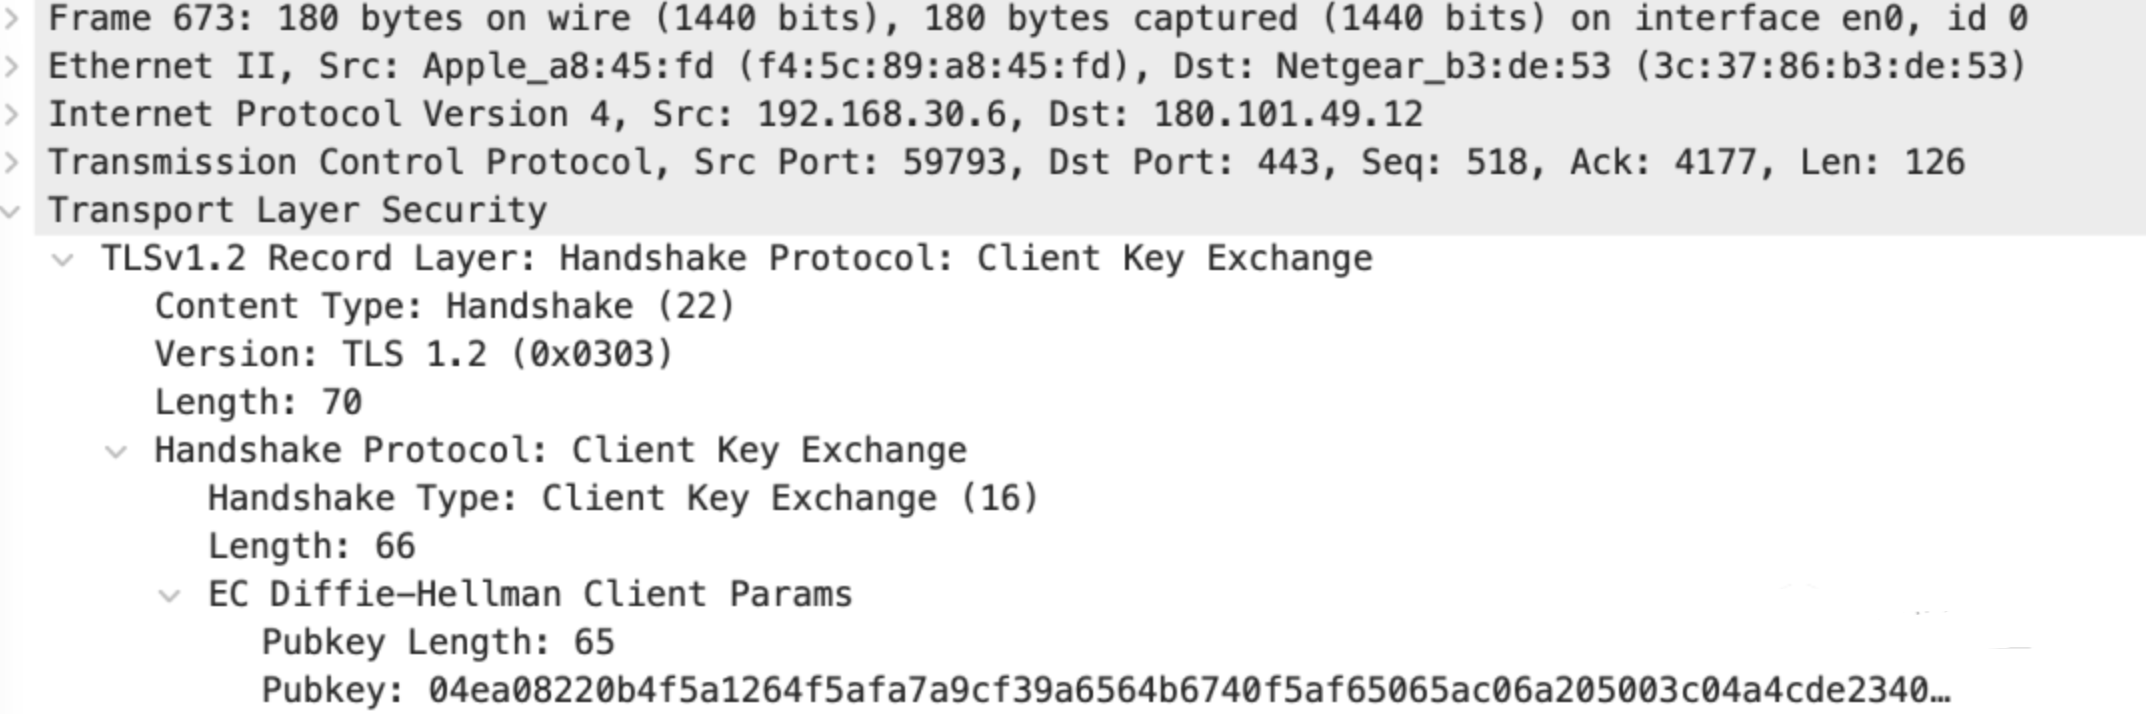 Frame 673: 180 bytes on wire (1440 bits), 180 bytes captured (1440 bits) on interface en0, id 0
Ethernet II, Src: Apple_a8:45:fd (f4:5c:89:a8:45:fd), Dst: Netgear_b3:de:53 (3c:37:86:b3:de:53)
Internet Protocol Version 4, Src: 192.168.30.6, Dst: 180.101.49.12
Transmission Control Protocol, Src Port: 59793, Dst Port: 443, Seq: 518, Ack: 4177, Len: 126
Transport Layer Security
TLSv1.2 Record Layer: Handshake Protocol: Client Key Exchange
Content Type: Handshake (22)
Version: TLS 1.2 (0x0303)
Length: 70
Handshake Protocol: Client Key Exchange
Handshake Type: Client Key Exchange (16)
Length: 66
EC Diffie-Hellman Client Params
Pubkey Length: 65
Pubkey: 04ea08220b4f5a1264f5afa7a9cf39a6564b6740f5af65065ac06a205003c04a4cde2340…